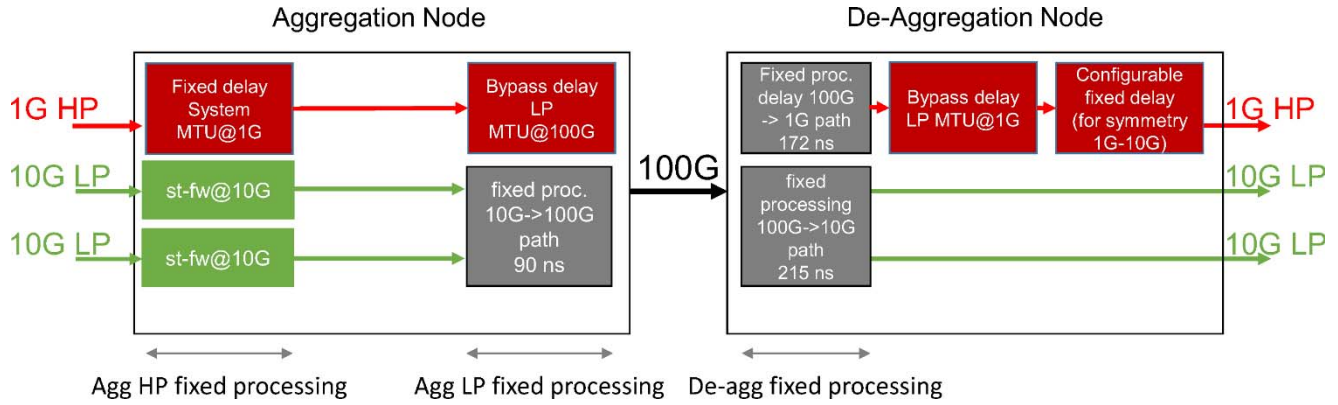 Aggregation Node
De-Aggregation Node
1G HP
10G LP
10G LP
Fixed delay
System
MTU@1G
st-fw@10G
st-fw@10G
Bypass delay
LP
MTU@100G
fixed proc.
10G->100G
path
90 ns
100G
Fixed proc.
delay 100G
-> 1G path
172 ns
fixed
processing
100G->10G
path
215 ns
Bypass delay
LP MTU@1G
Configurable
fixed delay
(for symmetry
1G-10G)
1G HP
10G LP
10G LP
Agg HP fixed processing
Agg LP fixed processing
De-agg fixed processing